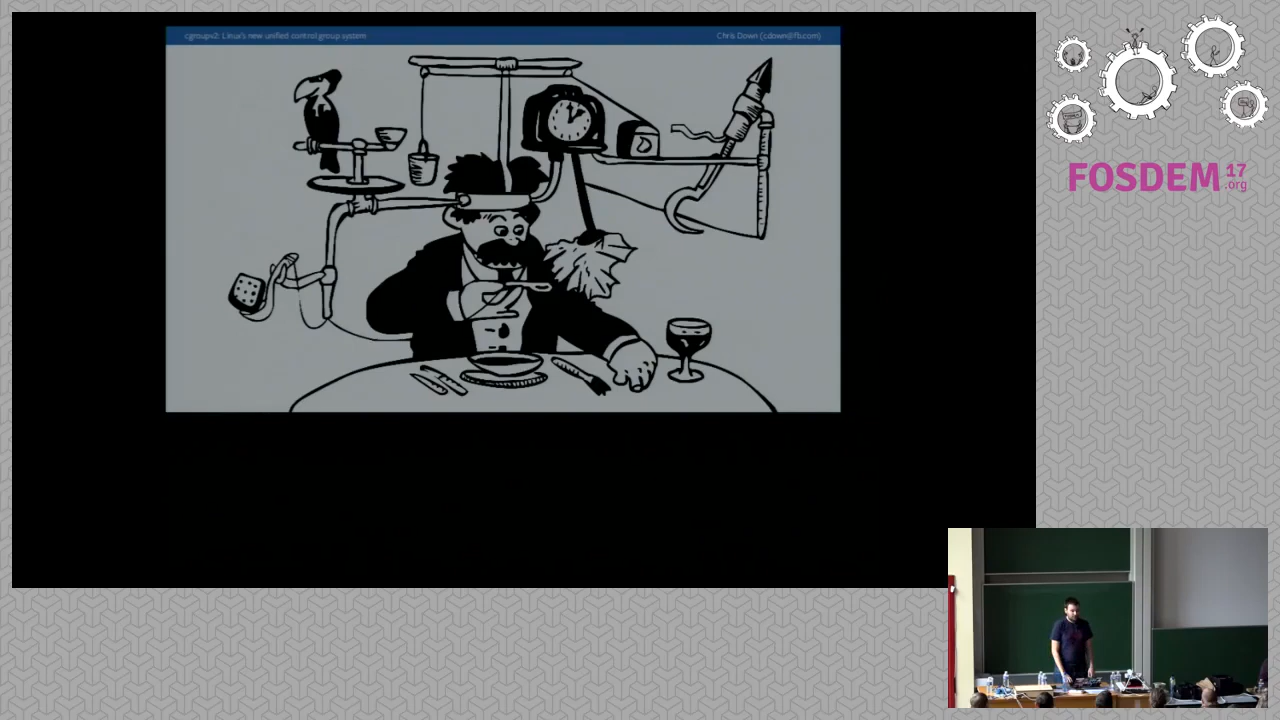 cgroupv2: Linux's new unified control group system
Chris Down (cdown@fb.com)
FOSDEM 17
.org